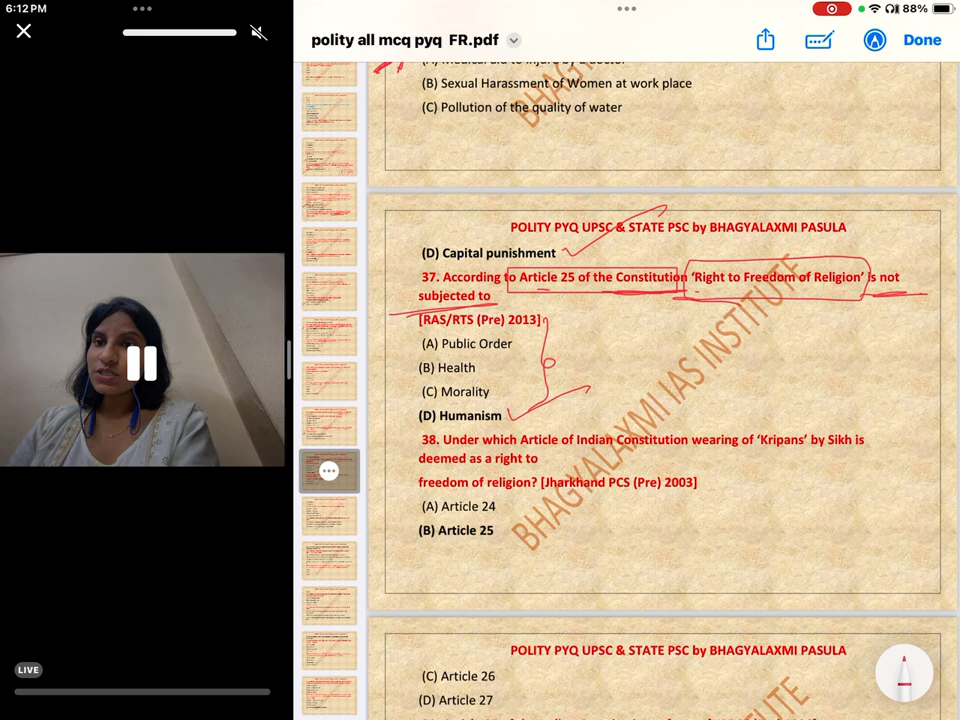 6:12 PM
88%
polity all mcq pyq FR.pdf
Done
(B) Sexual Harassment of Women at work place
(C) Pollution of the quality of water
POLITY PYQ UPSC & STATE PSC by BHAGYALAXMI PASULA
(D) Capital punishment
37. According to Article 25 of the Constitution ‘Right to Freedom of Religion’ is not
subjected to
[RAS/RTS (Pre) 2013]
(A) Public Order
(B) Health
(C) Morality
(D) Humanism
38. Under which Article of Indian Constitution wearing of ‘Kripans’ by Sikh is
deemed as a right to
freedom of religion? [Jharkhand PCS (Pre) 2003]
(A) Article 24
(B) Article 25
BHAGYALAXMI IAS INSTITUTE
POLITY PYQ UPSC & STATE PSC by BHAGYALAXMI PASULA
(C) Article 26
(D) Article 27
LIVE